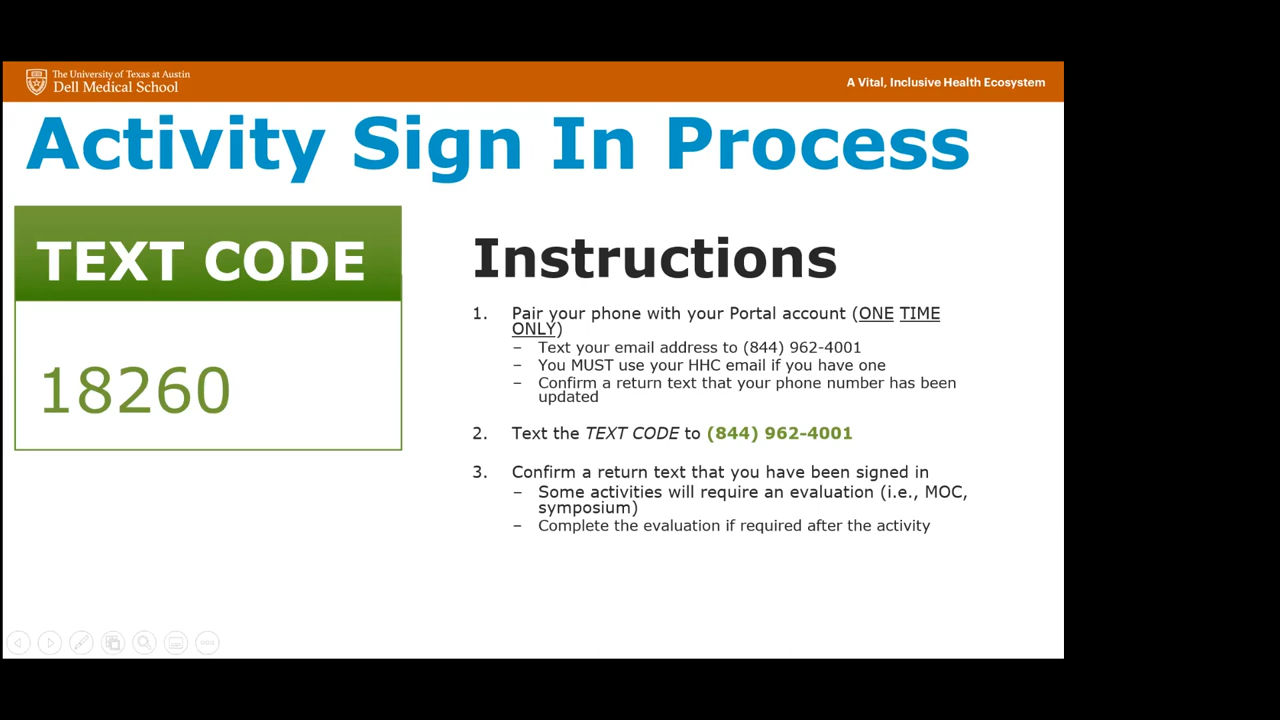 The University of Texas at Austin
Dell Medical School
A Vital, Inclusive Health Ecosystem
Activity Sign In Process
TEXT CODE
18260
Instructions
1. Pair your phone with your Portal account (ONE TIME
ONLY)
– Text your email address to (844) 962-4001
– You MUST use your HHC email if you have one
– Confirm a return text that your phone number has been
updated
2. Text the TEXT CODE to (844) 962-4001
3. Confirm a return text that you have been signed in
– Some activities will require an evaluation (i.e., MOC,
symposium)
– Complete the evaluation if required after the activity